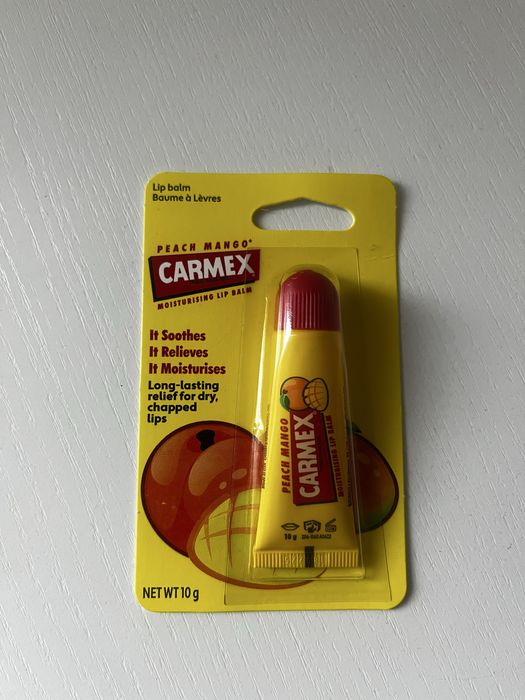 Lip balm
Baume à Lèvres
PEACH MANGO*
CARMEX
MOISTURISING LIP BALM
It Soothes
It Relieves
It Moisturises
Long-lasting
relief for dry,
chapped
lips
PEACH MANGO
CARMEX
MOISTURISING LIP BALM
10 g
NET WT 10 g